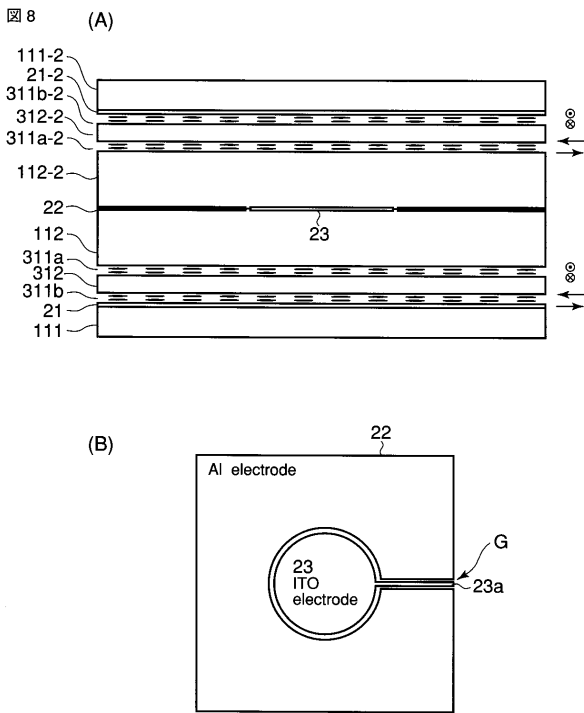 図8
(A)
111-2
21-2
311b-2
312-2
311a-2
112-2
22
23
112
311a
312
311b
21
111
(B)
22
Al electrode
G
23
ITO
electrode
23a